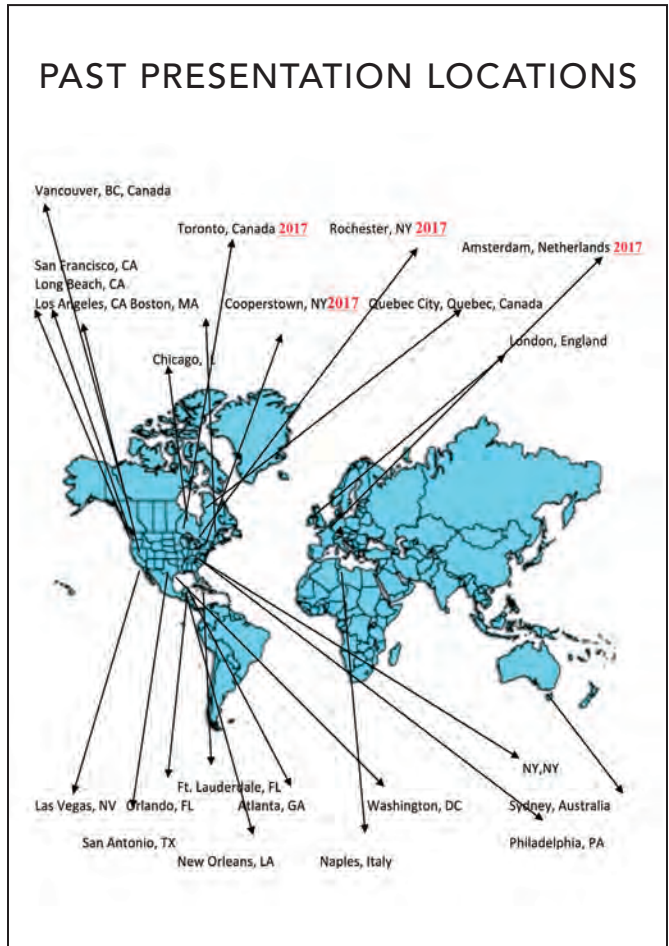 PAST PRESENTATION LOCATIONS
Vancouver, BC, Canada
Toronto, Canada 2017
Rochester, NY 2017
Amsterdam, Netherlands 2017
San Francisco, CA
Long Beach, CA
Los Angeles, CA
Boston, MA
Cooperstown, NY2017
Quebec City, Quebec, Canada
London, England
Chicago,
NY,NY
Ft. Lauderdale, FL
Las Vegas, NV
Orlando, FL
Atlanta, GA
Washington, DC
Sydney, Australia
San Antonio, TX
Philadelphia, PA
New Orleans, LA
Naples, Italy